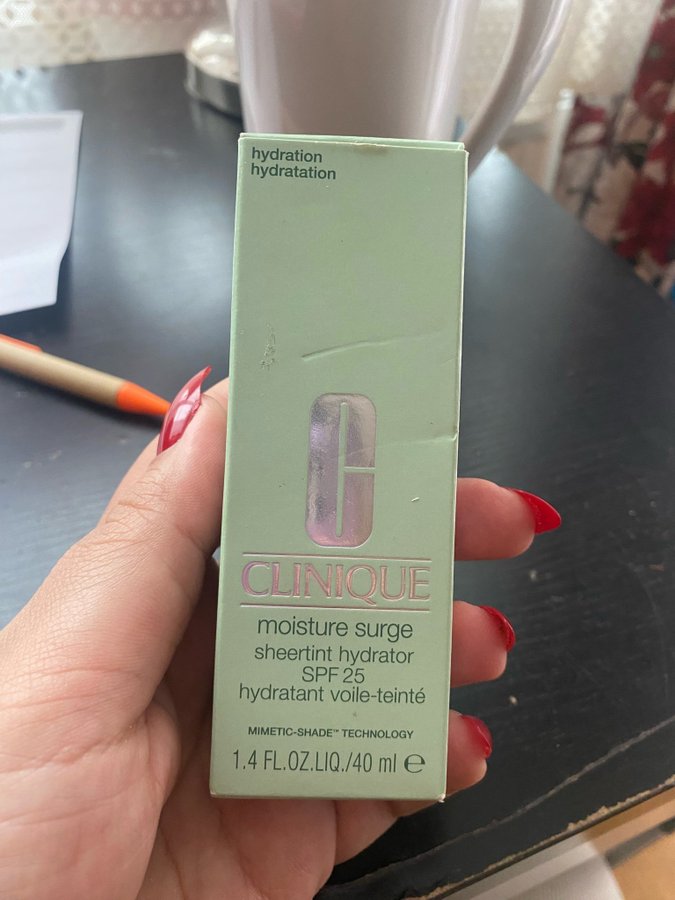 hydration
hydratation
CLINIQUE
moisture surge
sheertint hydrator
SPF 25
hydratant voile-teinté
MIMETIC-SHADE™ TECHNOLOGY
1.4 FL.OZ.LIQ./40 ml ℮